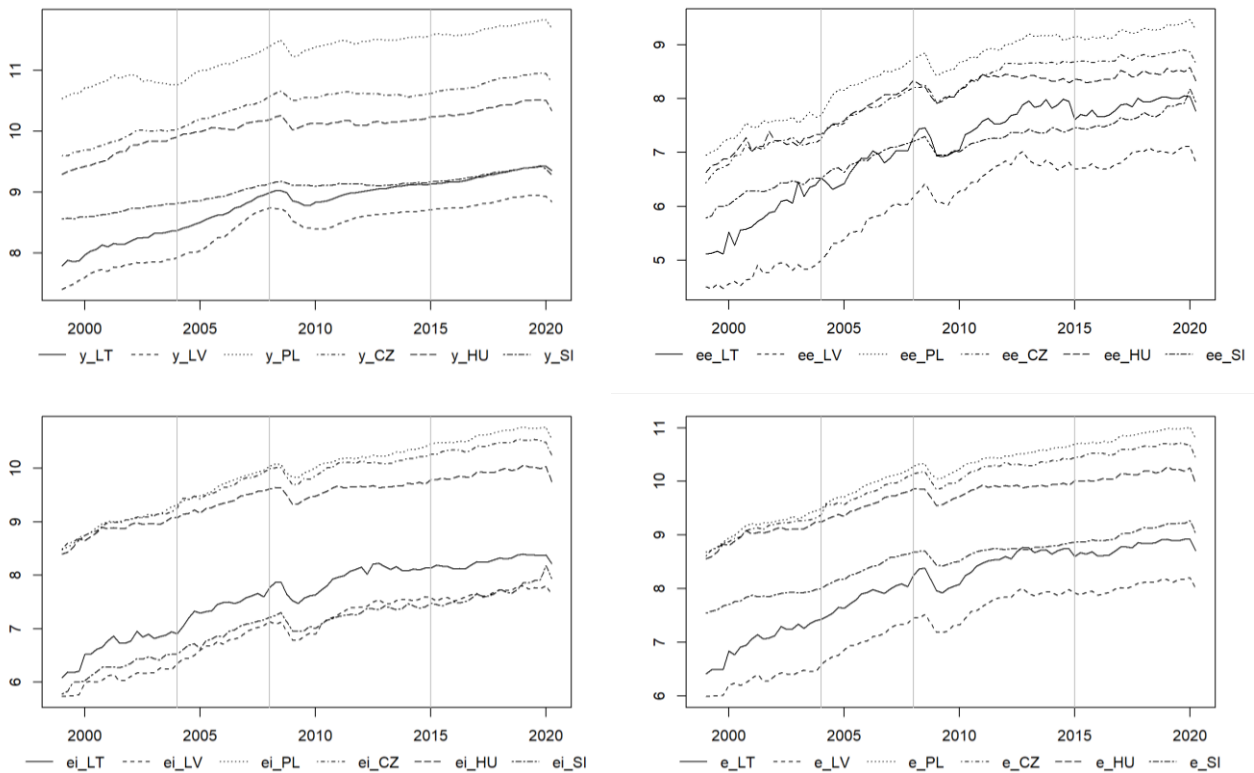 11
10
9
8
2000 2005 2010 2015 2020
y_LT y_LV y_PL y_CZ y_HU y_SI
9
8
7
6
5
2000 2005 2010 2015 2020
ee_LT ee_LV ee_PL ee_CZ ee_HU ee_SI
10
9
8
7
6
2000 2005 2010 2015 2020
ei_LT ei_LV ei_PL ei_CZ ei_HU ei_SI
11
10
9
8
7
6
2000 2005 2010 2015 2020
e_LT e_LV e_PL e_CZ e_HU e_SI